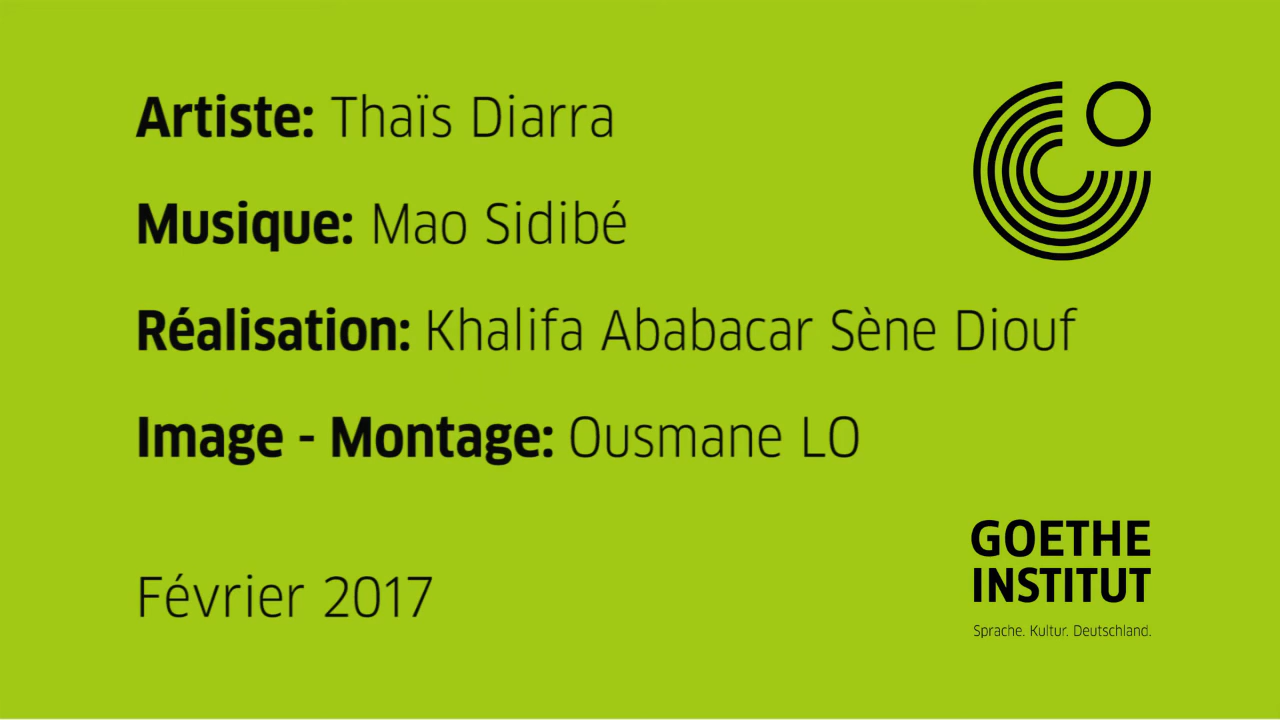 Artiste: Thaïs Diarra
Musique: Mao Sidibé
Réalisation: Khalifa Ababacar Sène Diouf
Image - Montage: Ousmane LO
Février 2017
GOETHE
INSTITUT
Sprache. Kultur. Deutschland.